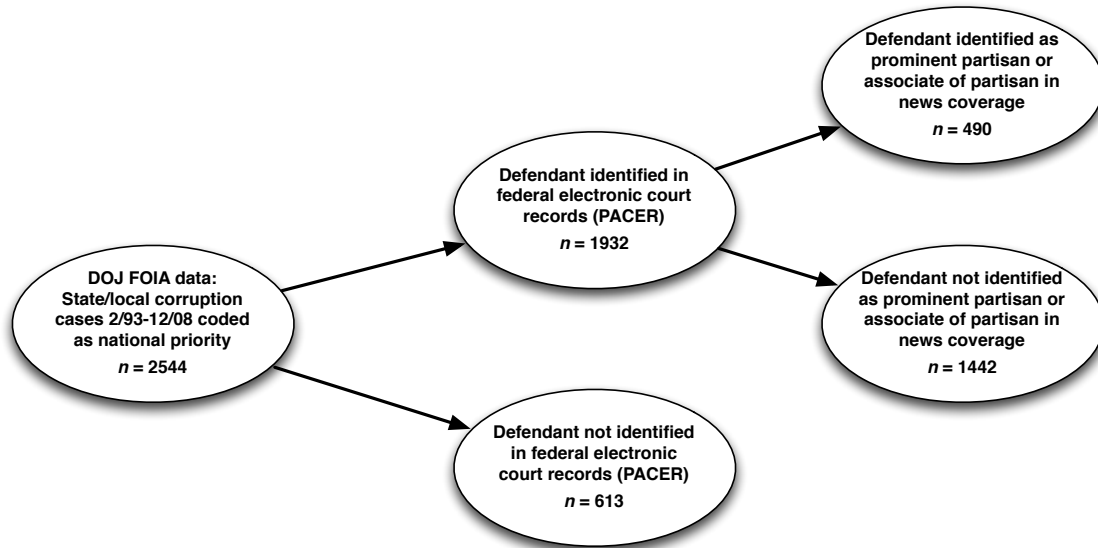 DOJ FOIA data:
State/local corruption
cases 2/93-12/08 coded
as national priority
n = 2544
Defendant identified in
federal electronic court
records (PACER)
n = 1932
Defendant not identified
in federal electronic
court records (PACER)
n = 613
Defendant identified as
prominent partisan or
associate of partisan in
news coverage
n = 490
Defendant not identified
as prominent partisan or
associate of partisan in
news coverage
n = 1442